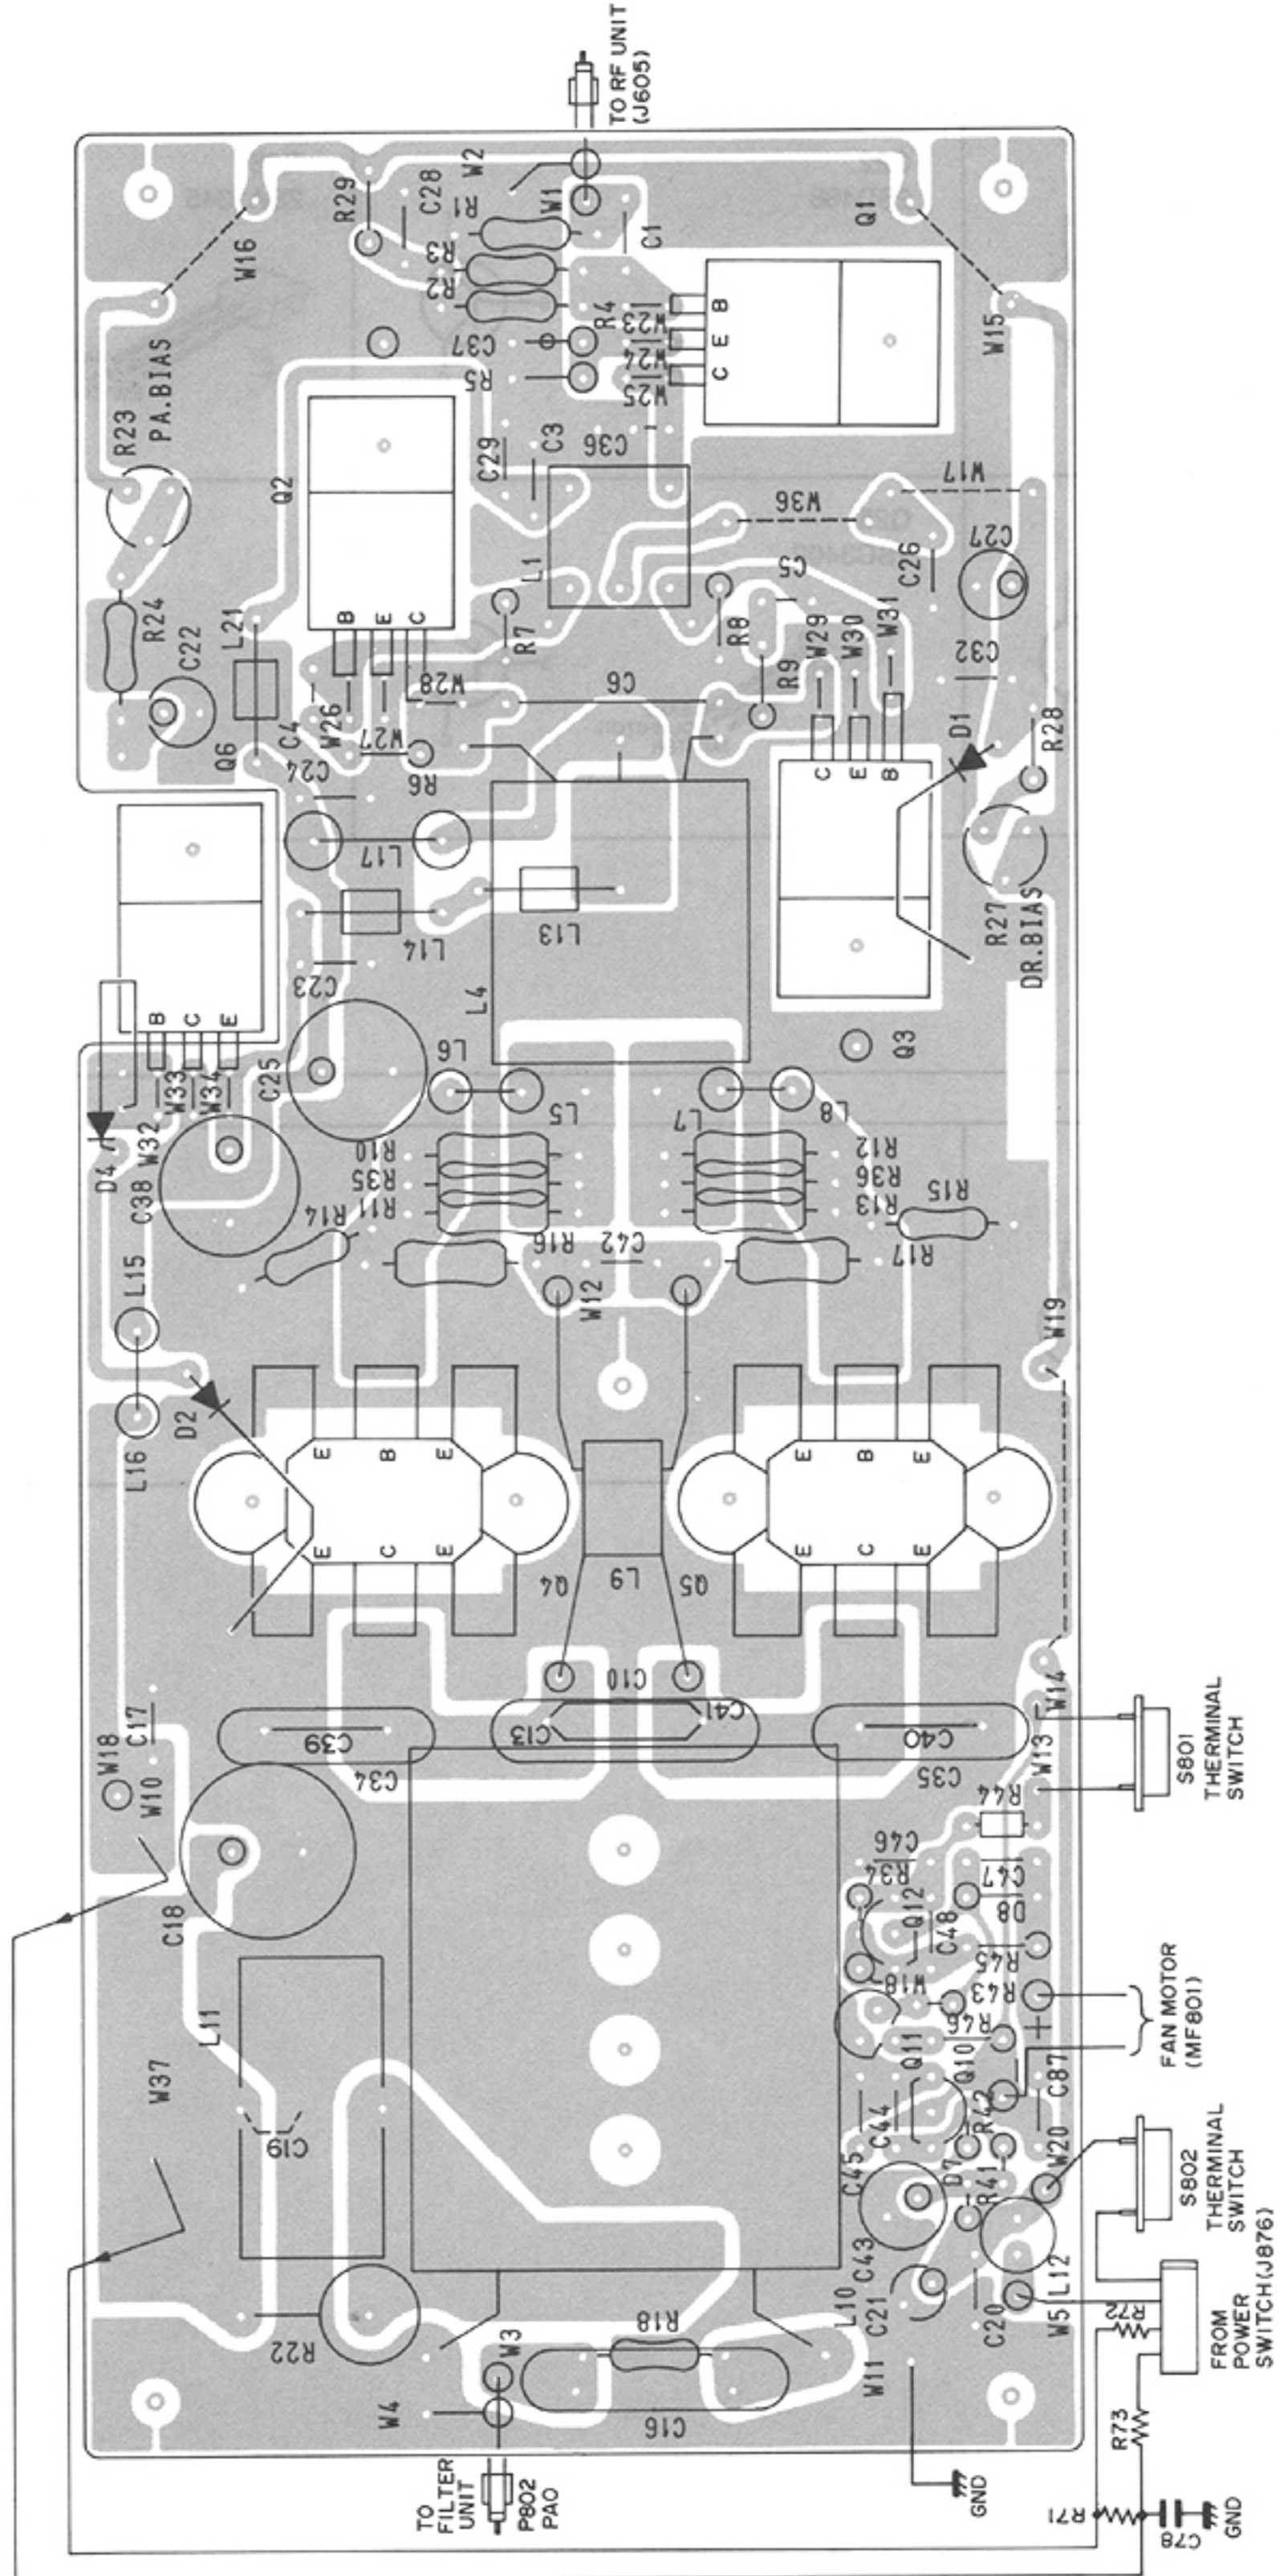 TO RF UNIT
(J605)
W2
W1
R29
C28
R1
R3
R2
C1
Q1
W16
W15
R4
C37
R5
W23
W24
W25
B
E
C
R23
PA.BIAS
Q2
C29
C3
C36
W17
W36
L1
C5
C26
C27
R24
C22
L21
B
E
C
R7
R8
R9
W29
W30
W31
C32
Q6
C4
W26
W27
W28
C6
C24
R6
D1
R28
C
E
B
L17
L13
L14
R27
DR.BIAS
C23
L4
B
C
E
C25
L6
L5
L7
L8
Q3
W33
W34
D4
W32
C38
R10
R35
R11
R12
R36
R13
R15
R14
R16
C42
R17
L15
W12
W19
D2
L16
E
B
E
E
B
E
E
C
E
E
C
E
Q4
L9
Q5
C10
W14
W18
C17
W10
C39
C34
C13
C41
C40
C35
W13
S801
THERMINAL
SWITCH
R44
C46
R34
C47
C18
Q12
C48
D8
R45
W18
R43
FAN MOTOR
(MF801)
L11
R46
+
Q11
Q10
W37
C87
C19
C44
R42
C45
D7
R41
W20
S802
THERMINAL
SWITCH
C43
L10
C21
C20
L12
W5
R72
FROM
POWER
SWITCH(J876)
R22
R18
W3
W4
W11
C16
R73
TO
FILTER
UNIT
P802
PAO
GND
R71
C78
GND